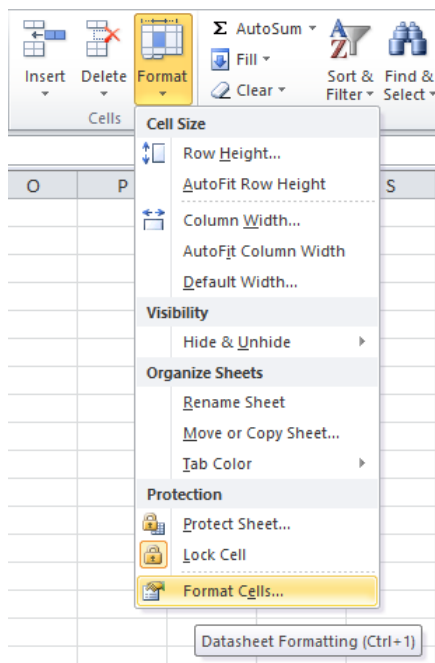 Σ AutoSum
Fill
Clear
Insert Delete Format
Sort & Filter
Find & Select
Cells
Cell Size
Row Height...
AutoFit Row Height
O P S
Column Width...
AutoFit Column Width
Default Width...
Visibility
Hide & Unhide
Organize Sheets
Rename Sheet
Move or Copy Sheet...
Tab Color
Protection
Protect Sheet...
Lock Cell
Format Cells...
Datasheet Formatting (Ctrl+1)